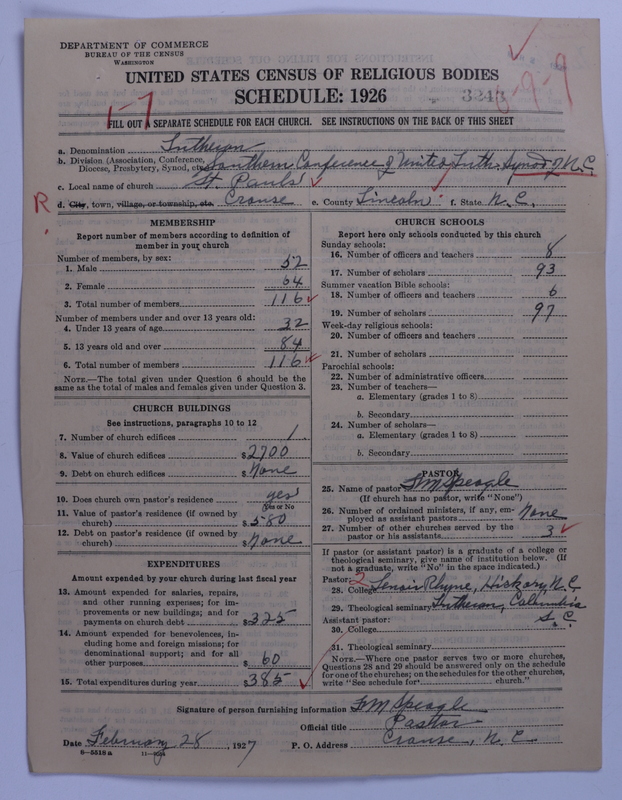 DEPARTMENT OF COMMERCE
BUREAU OF THE CENSUS
WASHINGTON
UNITED STATES CENSUS OF RELIGIOUS BODIES
SCHEDULE: 1926
3243
9-9
1-7
FILL OUT A SEPARATE SCHEDULE FOR EACH CHURCH. SEE INSTRUCTIONS ON THE BACK OF THIS SHEET
a. Denomination Lutheran
b. Division (Association, Conference, Diocese, Presbytery, Synod, etc.) Southern Conference of United Luth. Synod of N.C.
c. Local name of church St. Pauls
R
d. City, town, village, or township, etc. Crouse e. County Lincoln f. State N.C.
MEMBERSHIP
Report number of members according to definition of
member in your church
Number of members, by sex:
1. Male 52
2. Female 64
3. Total number of members 116
Number of members under and over 13 years old:
4. Under 13 years of age 32
5. 13 years old and over 84
6. Total number of members 116
NOTE.—The total given under Question 6 should be
same as the total of males and females given under Question 3.
CHURCH BUILDINGS
See instructions, paragraphs 10 to 12
7. Number of church edifices 1
8. Value of church edifices $2700
9. Debt on church edifices $None
10. Does church own pastor's residence yes
Yes or No
11. Value of pastor's residence (if owned by
church) $580
12. Debt on pastor's residence (if owned by
church) $None
EXPENDITURES
Amount expended by your church during last fiscal year
13. Amount expended for salaries, repairs,
and other running expenses; for im-
provements or new buildings; and for
payments on church debt $325
14. Amount expended for benevolences, in-
cluding home and foreign missions; for
denominational support; and for all
other purposes $60
15. Total expenditures during year $385
CHURCH SCHOOLS
Report here only schools conducted by this church
Sunday schools:
16. Number of officers and teachers 8
17. Number of scholars 93
Summer vacation Bible schools:
18. Number of officers and teachers 6
19. Number of scholars 97
Week-day religious schools:
20. Number of officers and teachers
21. Number of scholars
Parochial schools:
22. Number of administrative officers
23. Number of teachers—
a. Elementary (grades 1 to 8)
b. Secondary
24. Number of scholars—
a. Elementary (grades 1 to 8)
b. Secondary
PASTOR
25. Name of pastor F M Speagle
(If church has no pastor, write "None")
26. Number of ordained ministers, if any, em-
ployed as assistant pastors None
27. Number of other churches served by the
pastor or his assistants 3
If pastor (or assistant pastor) is a graduate of a college or
theological seminary, give name of institution below. (If
not a graduate, write "No" in the space indicated.)
Pastor: 2
28. College Lenoir Rhyne, Hickory N.C.
29. Theological seminary Lutheran, Columbia
Assistant pastor: S.C.
30. College
31. Theological seminary
NOTE.—Where one pastor serves two or more churches,
Questions 28 and 29 should be answered only on the schedule
for one of the churches; on the schedules for the other churches,
write "See schedule for church."
Signature of person furnishing information F M Speagle
Official title Pastor
Date February 28, 1927 P. O. Address Crouse, N. C
6—5518 a